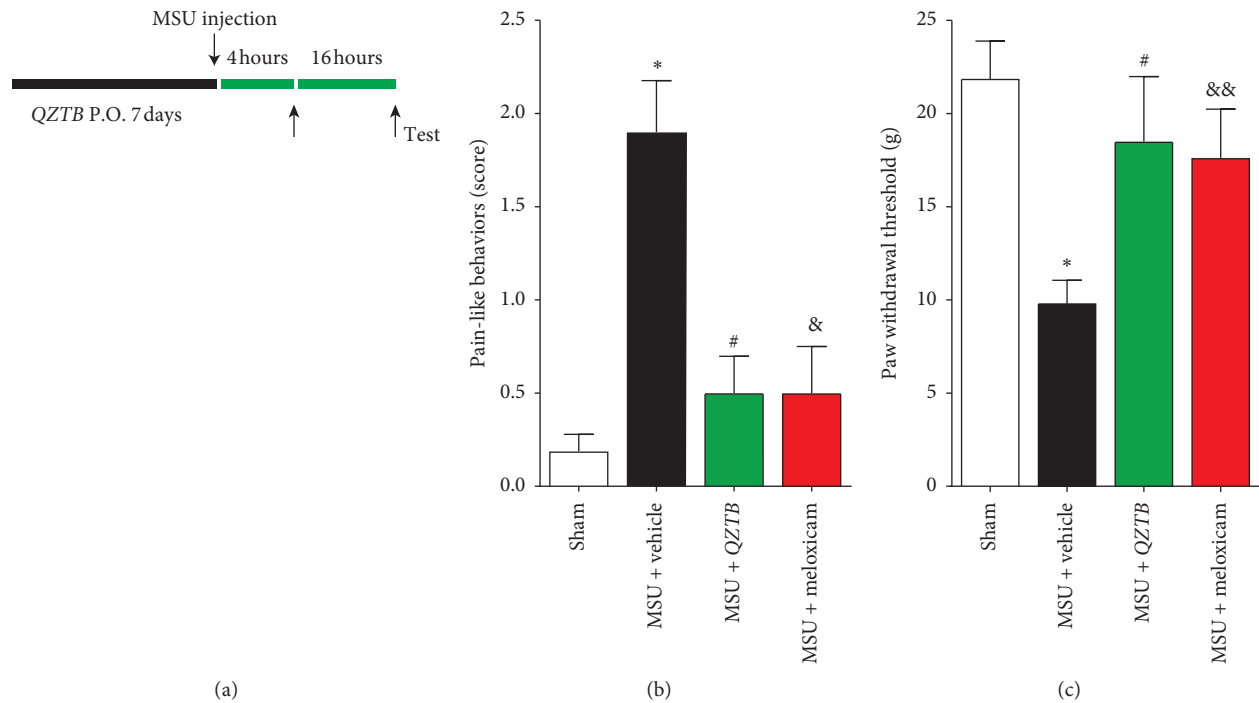 MSU injection
4 hours
16 hours
QZTB P.O. 7 days
Test
(a)
Pain-like behaviors (score)
2.5
2.0
1.5
1.0
0.5
0.0
*
#
&
Sham
MSU + vehicle
MSU + QZTB
MSU + meloxicam
(b)
Paw withdrawal threshold (g)
25
20
15
10
5
0
*
#
&&
Sham
MSU + vehicle
MSU + QZTB
MSU + meloxicam
(c)